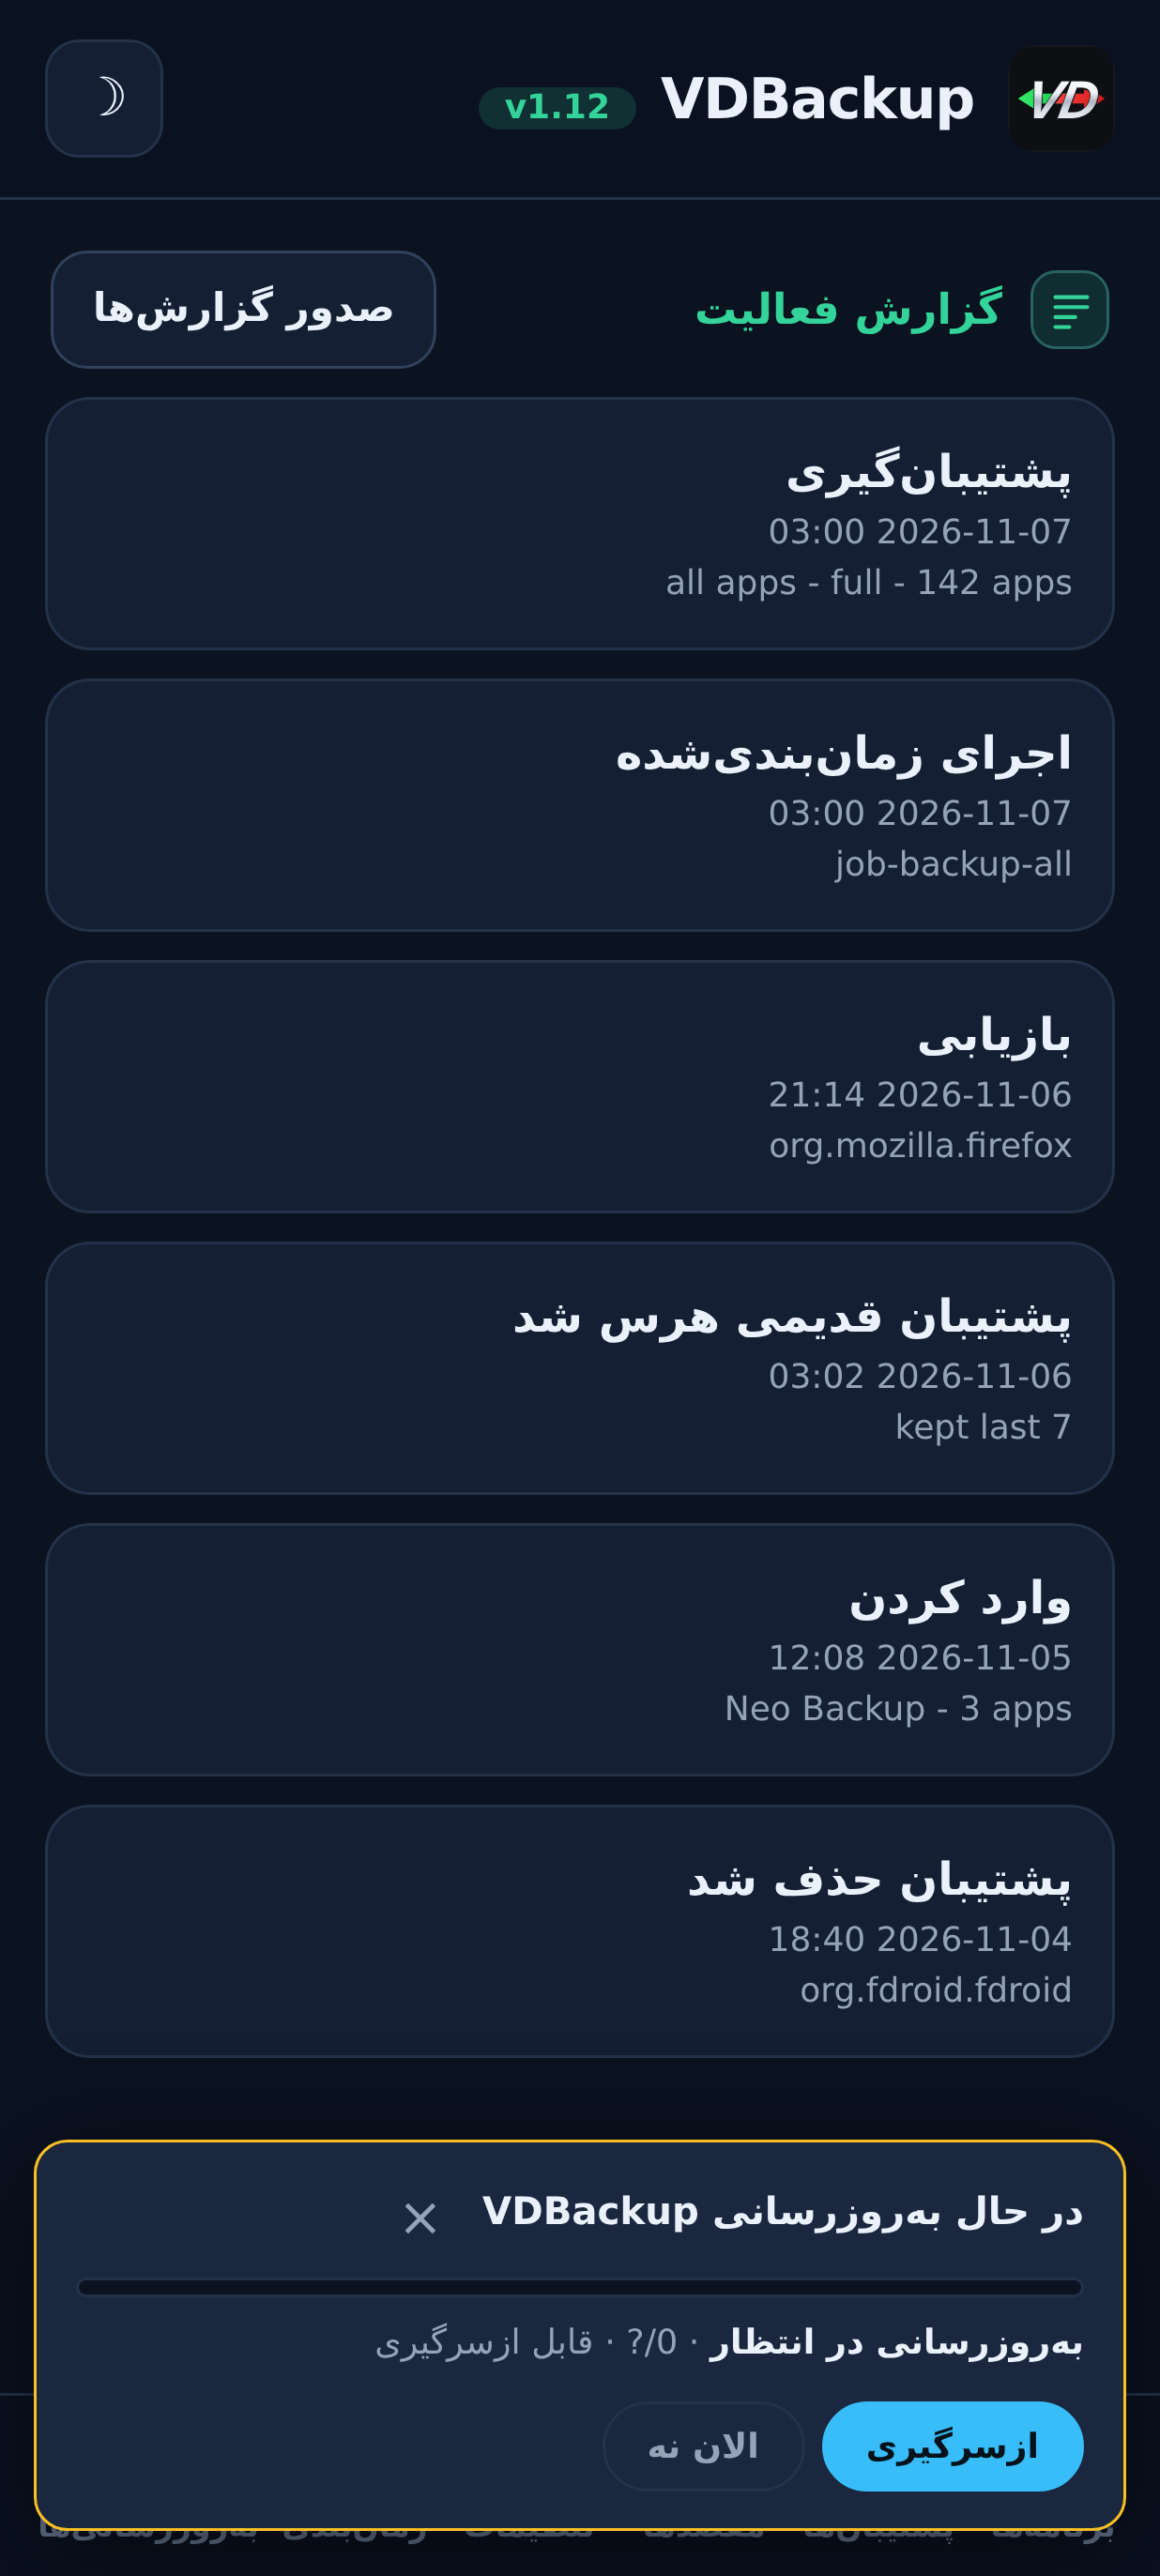 VD VDBackup v1.12
گزارش فعالیت
صدور گزارش‌ها
پشتیبان‌گیری
03:00 2026-11-07
all apps - full - 142 apps
اجرای زمان‌بندی‌شده
03:00 2026-11-07
job-backup-all
بازیابی
21:14 2026-11-06
org.mozilla.firefox
پشتیبان قدیمی هرس شد
03:02 2026-11-06
kept last 7
وارد کردن
12:08 2026-11-05
Neo Backup - 3 apps
پشتیبان حذف شد
18:40 2026-11-04
org.fdroid.fdroid
در حال به‌روزرسانی VDBackup
به‌روزرسانی در انتظار · 0/? · قابل ازسرگیری
ازسرگیری
الان نه